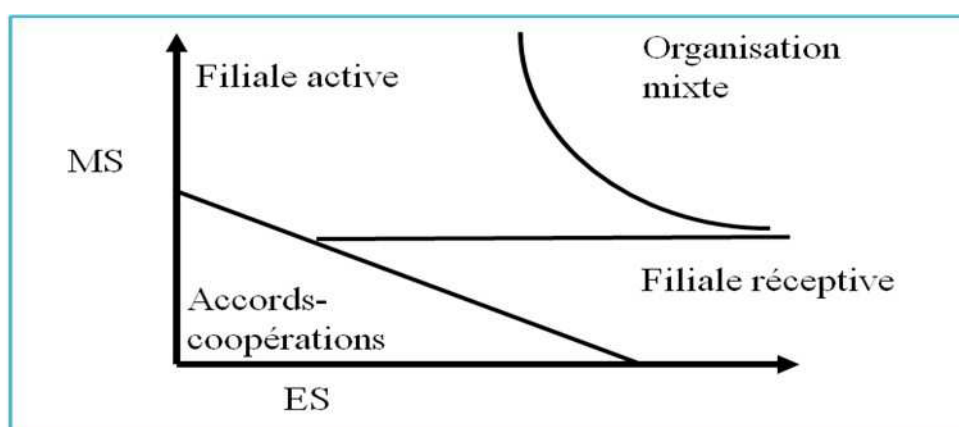 Filiale active
Organisation
mixte
MS
Filiale réceptive
Accords-
coopérations
ES